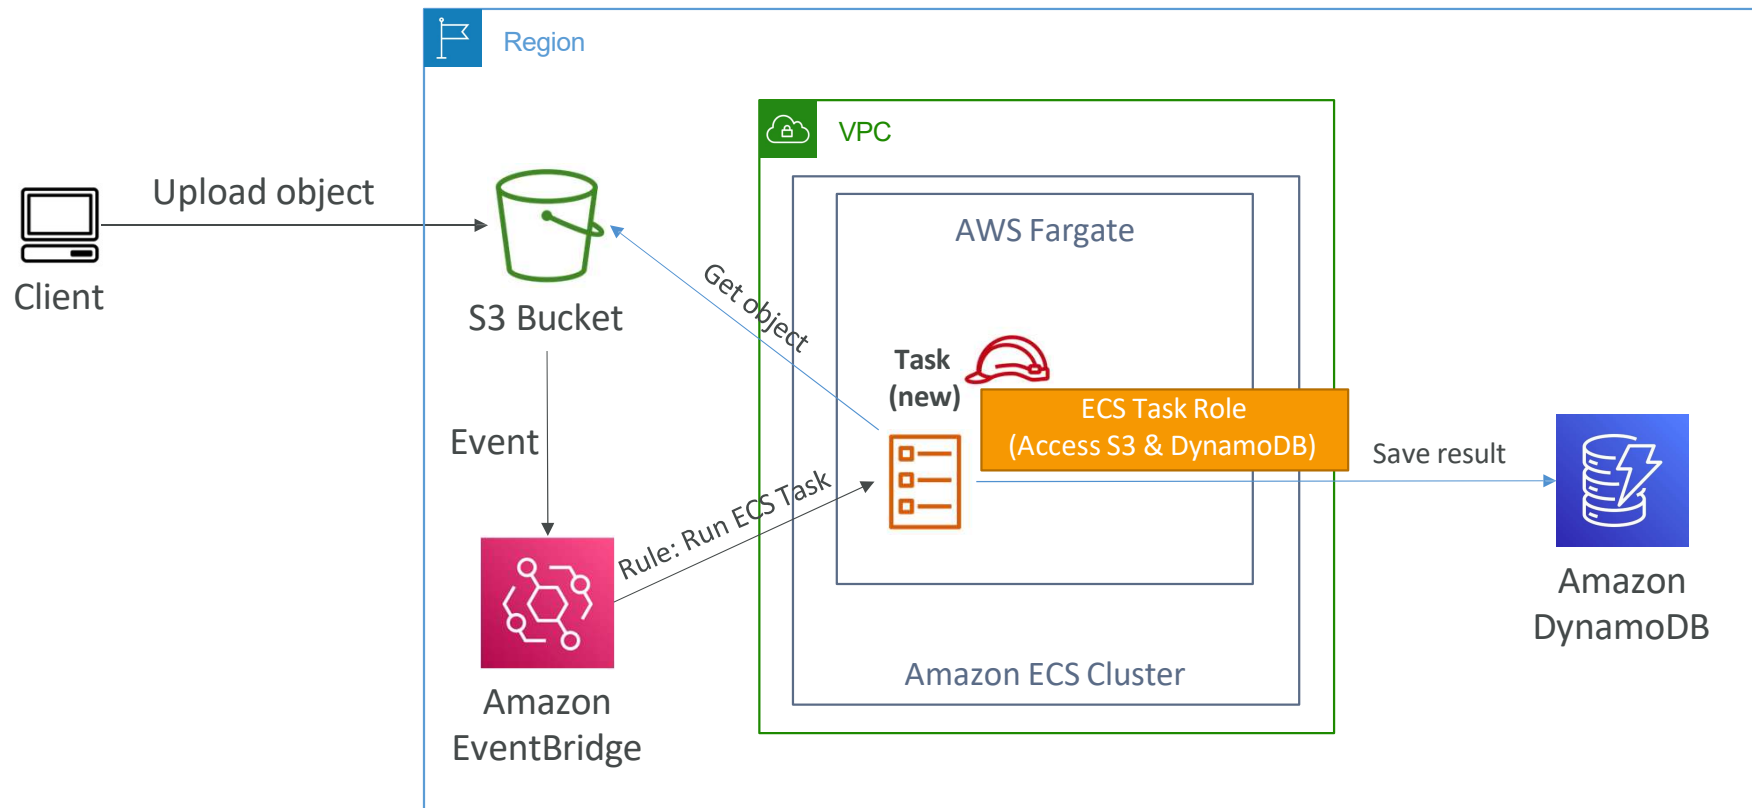 Region
VPC
Upload object
Client
S3 Bucket
Get object
Event
Rule: Run ECS Task
Amazon
EventBridge
AWS Fargate
Task
(new)
ECS Task Role
(Access S3 & DynamoDB)
Amazon ECS Cluster
Save result
Amazon
DynamoDB